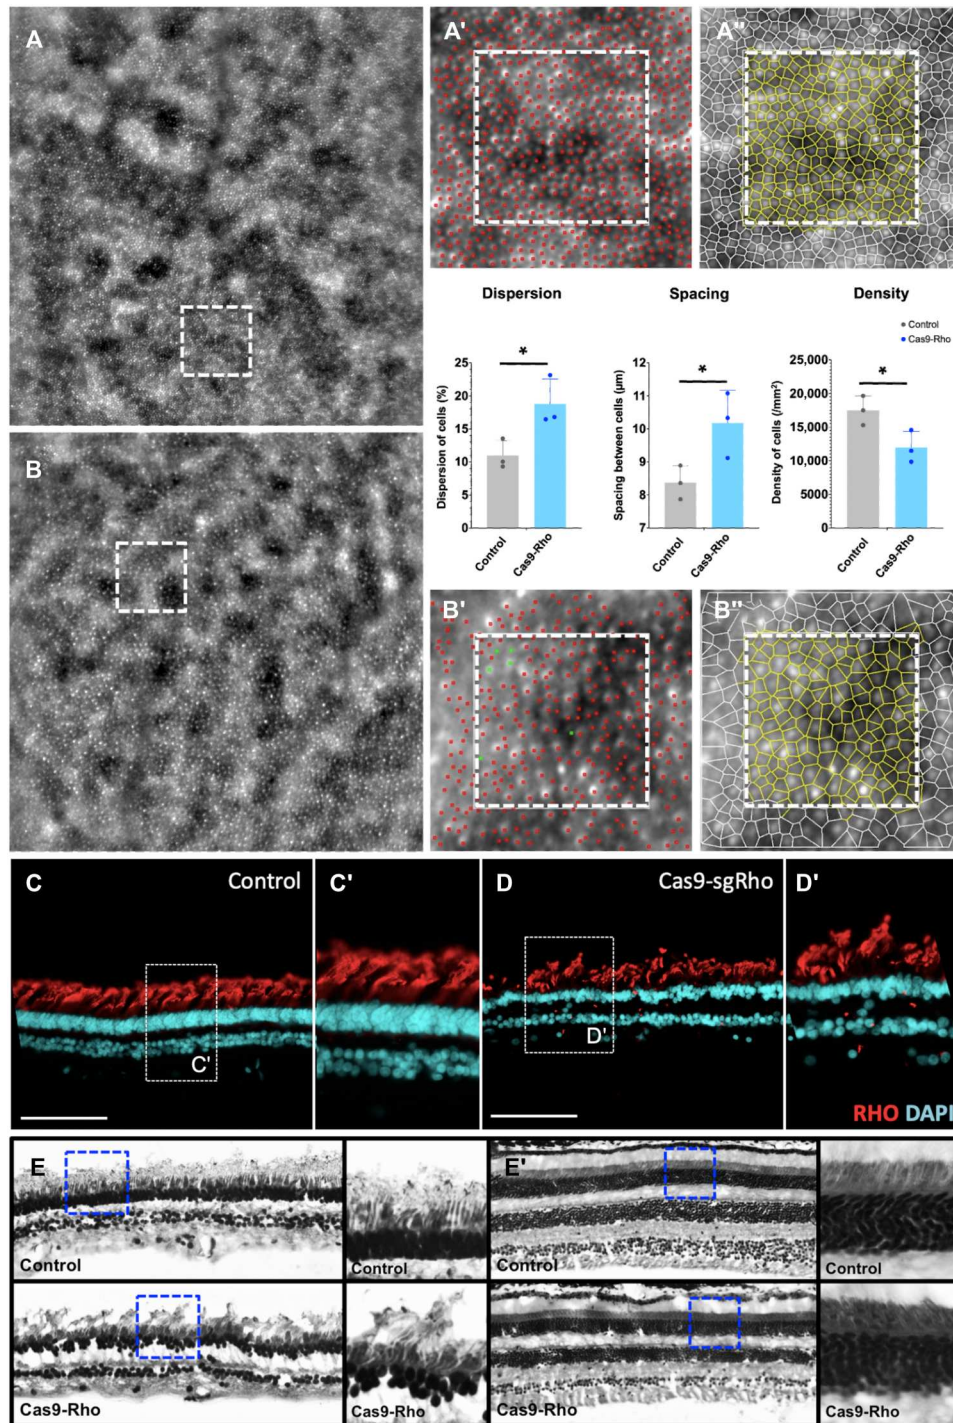 A
A'
A"
Dispersion
Spacing
Density
Control
Cas9-Rho
Dispersion of cells (%)
25
20
15
10
5
0
*
Control
Cas9-Rho
Spacing between cells (µm)
12
11
10
9
8
7
*
Control
Cas9-Rho
Density of cells (/mm²)
25,000
20,000
15,000
10,000
5000
0
*
Control
Cas9-Rho
B
B'
B"
C
Control
C'
C'
D
Cas9-sgRho
D'
D'
RHO DAPI
E
Control
Control
E'
Control
Control
Cas9-Rho
Cas9-Rho
Cas9-Rho
Cas9-Rho